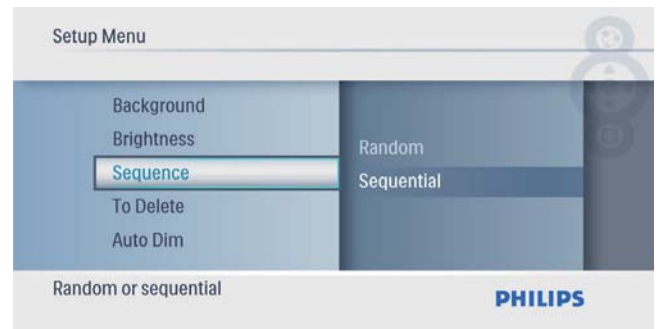 Setup Menu
Background
Brightness
Sequence
To Delete
Auto Dim
Random
Sequential
Random or sequential
PHILIPS